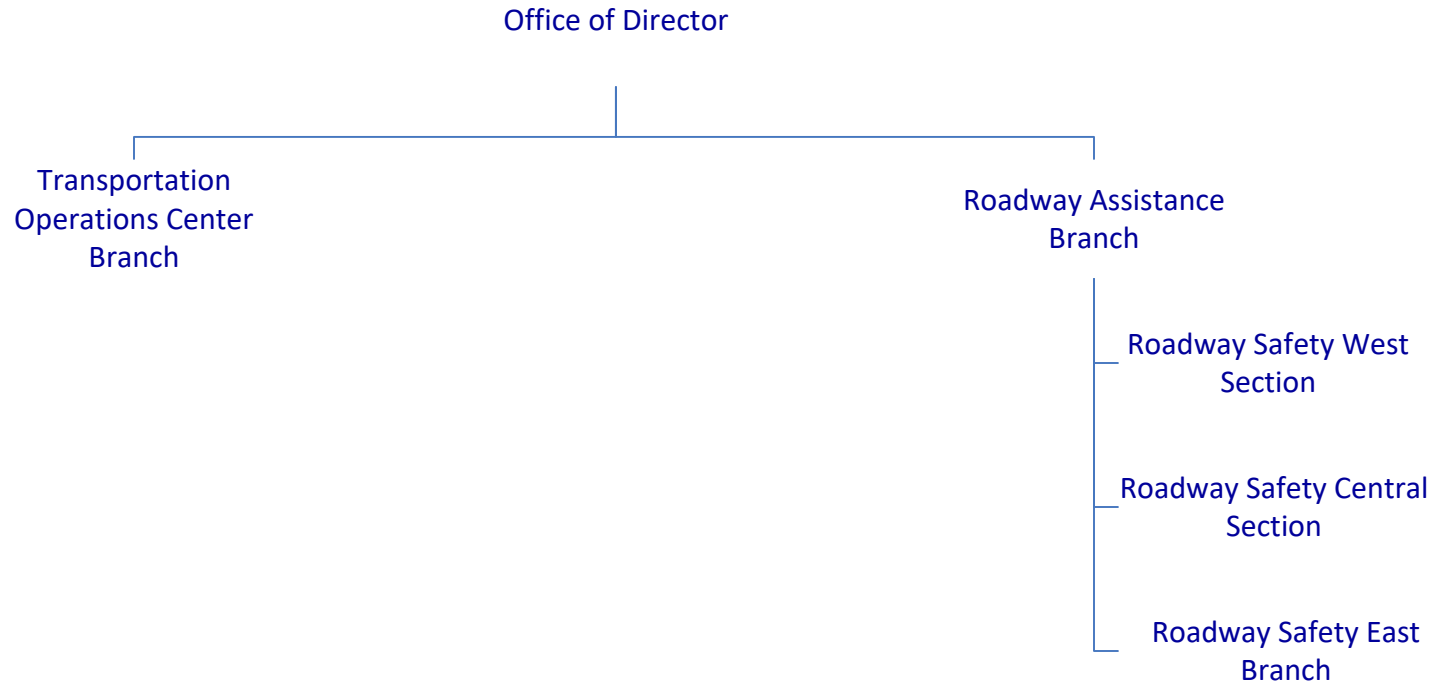 Office of Director
Transportation
Operations Center
Branch
Roadway Assistance
Branch
Roadway Safety West
Section
Roadway Safety Central
Section
Roadway Safety East
Branch